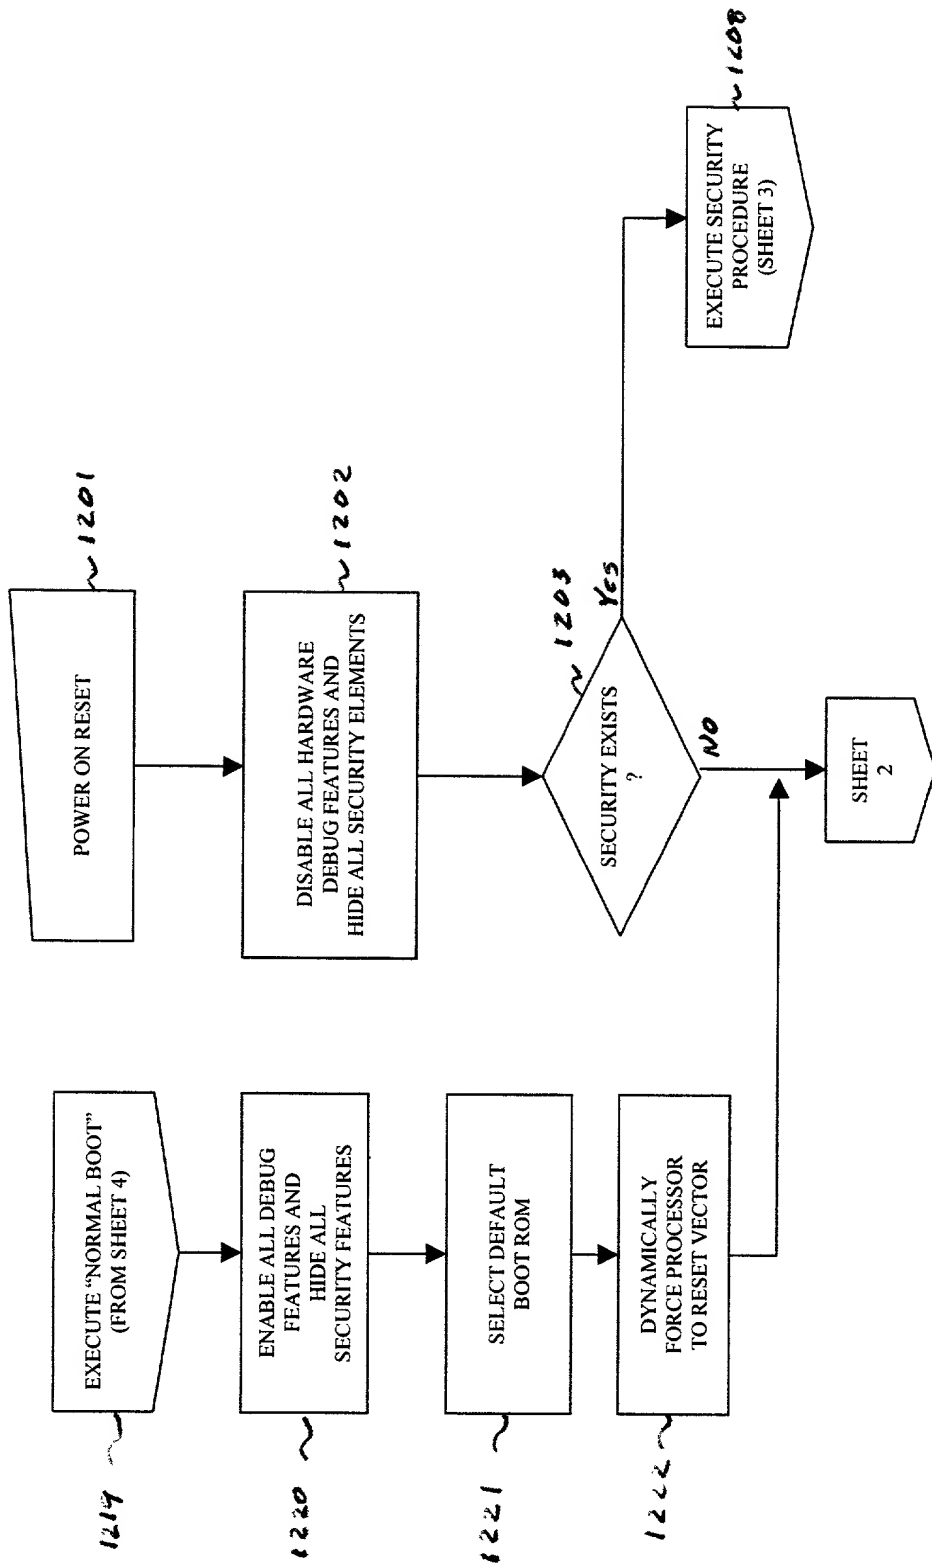 EXECUTE "NORMAL BOOT"
(FROM SHEET 4)
1219
ENABLE ALL DEBUG
FEATURES AND
HIDE ALL
SECURITY FEATURES
1220
SELECT DEFAULT
BOOT ROM
1221
DYNAMICALLY
FORCE PROCESSOR
TO RESET VECTOR
1222
POWER ON RESET
1201
DISABLE ALL HARDWARE
DEBUG FEATURES AND
HIDE ALL SECURITY ELEMENTS
1202
SECURITY EXISTS
?
1203
Yes
NO
SHEET
2
EXECUTE SECURITY
PROCEDURE
(SHEET 3)
1208